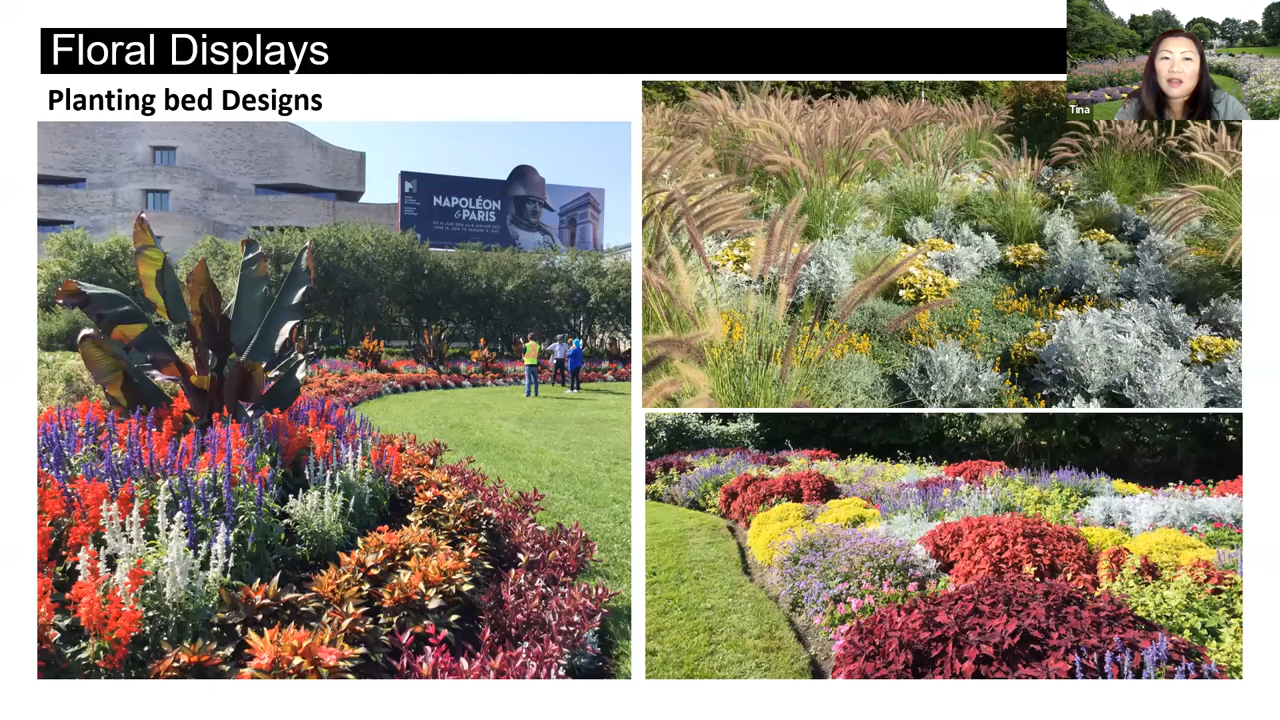 Floral Displays
Tina
Planting bed Designs
NAPOLÉON
& PARIS